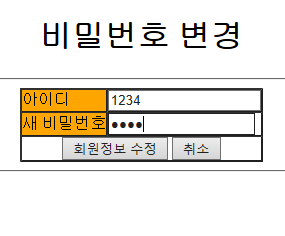 비밀번호 변경
아이디 1234
새 비밀번호 ●●●●
회원정보 수정 취소